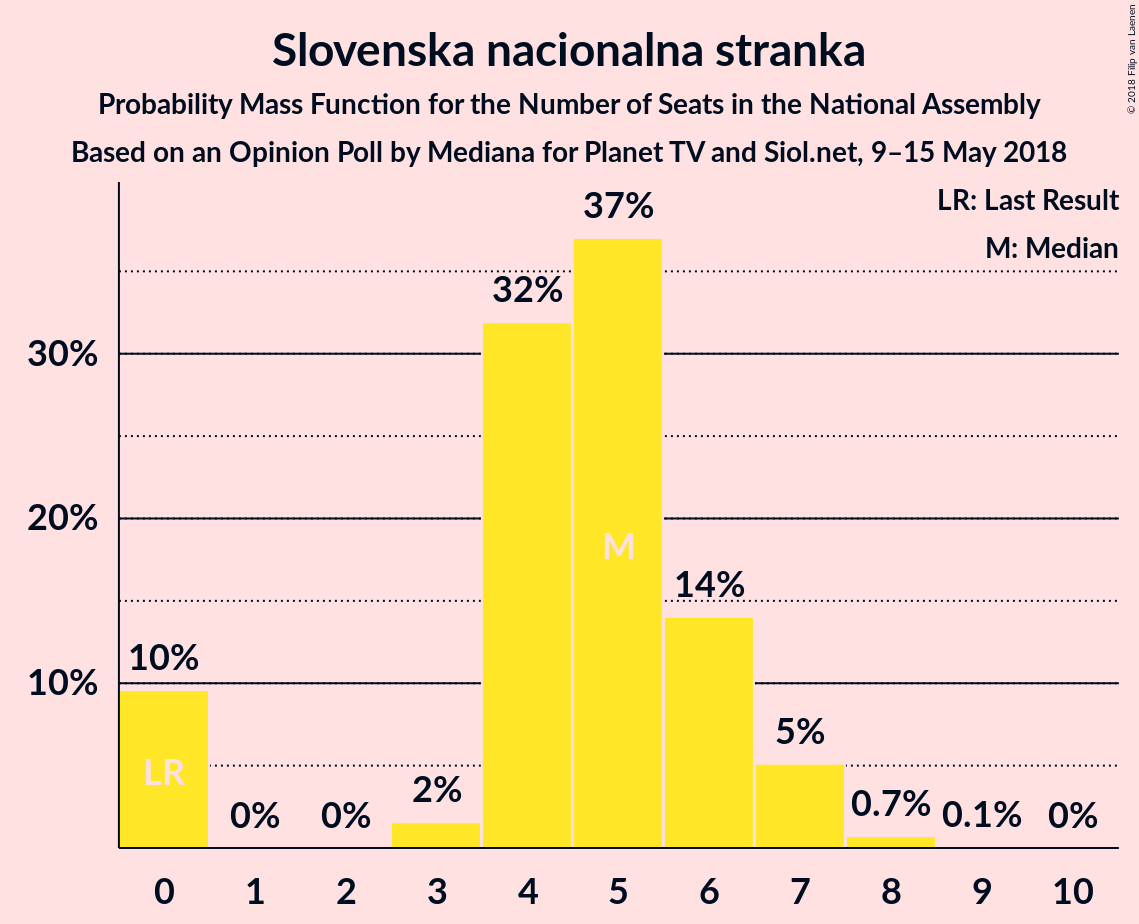 Slovenska nacionalna stranka
Probability Mass Function for the Number of Seats in the National Assembly
Based on an Opinion Poll by Mediana for Planet TV and Siol.net, 9–15 May 2018
© 2018 Filip van Laenen
LR: Last Result
M: Median
37%
32%
30%
20%
M
14%
10%
10%
5%
LR
2%
0%
0%
0.7%
0.1%
0%
0 1 2 3 4 5 6 7 8 9 10